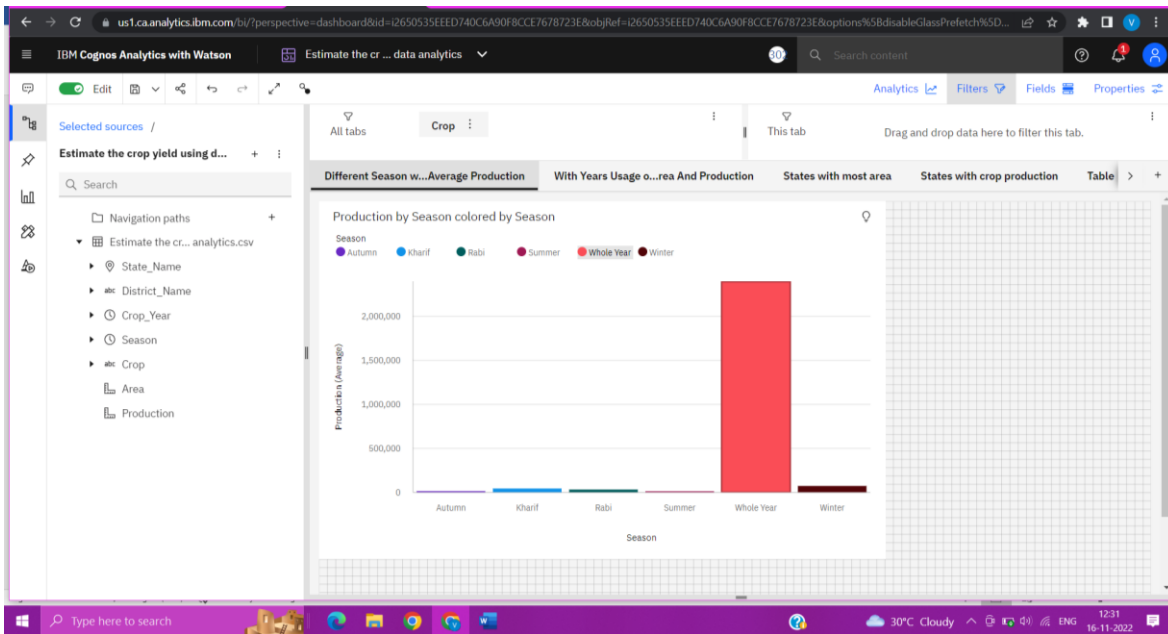 us1.ca.analytics.ibm.com/bi/?perspective=dashboard&id=i2650535EEED740C6A90F8CCE7678723E&objRef=i2650535EEED740C6A90F8CCE7678723E&options%5BdisableGlassPrefetch%5D...
V
IBM Cognos Analytics with Watson
Estimate the cr ... data analytics
30
Search content
1
Edit
Analytics
Filters
Fields
Properties
Selected sources /
Estimate the crop yield using d...
Search
Navigation paths
Estimate the cr... analytics.csv
State_Name
abc District_Name
Crop_Year
Season
abc Crop
Area
Production
All tabs
Crop
This tab
Drag and drop data here to filter this tab.
Different Season w...Average Production
With Years Usage o...rea And Production
States with most area
States with crop production
Table
Production by Season colored by Season
Season
Autumn Kharif Rabi Summer Whole Year Winter
Production (Average)
2,000,000
1,500,000
1,000,000
500,000
0
Autumn Kharif Rabi Summer Whole Year Winter
Season
Type here to search
30°C Cloudy
ENG
12:31
16-11-2022